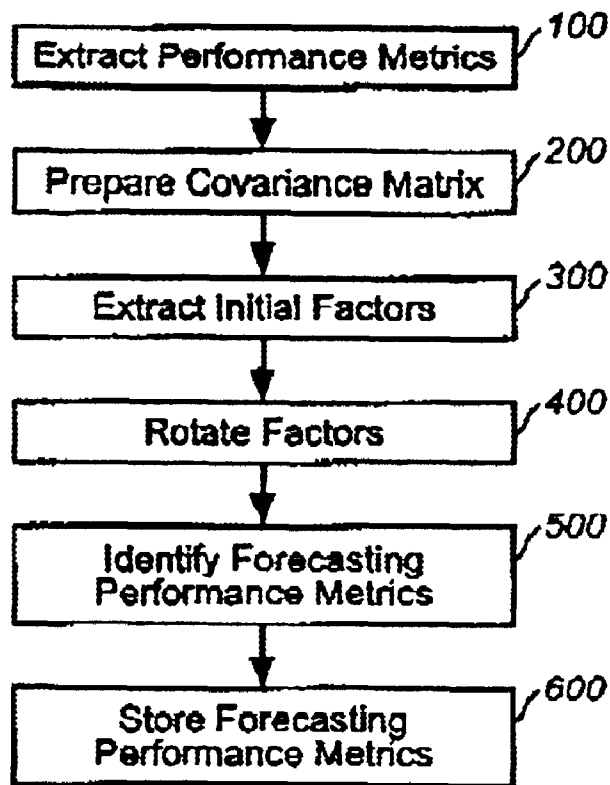 100
Extract Performance Metrics
200
Prepare Covariance Matrix
300
Extract Initial Factors
400
Rotate Factors
500
Identify Forecasting
Performance Metrics
600
Store Forecasting
Performance Metrics